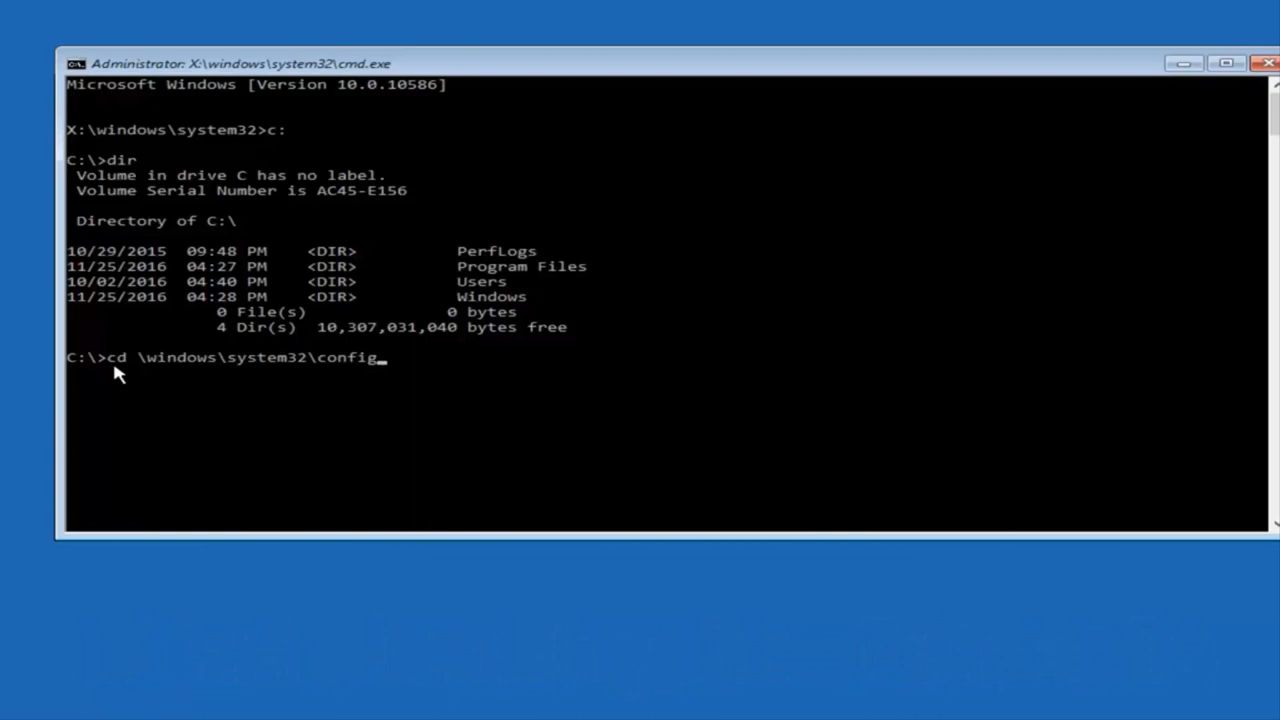 Administrator: X:\windows\system32\cmd.exe
Microsoft Windows [Version 10.0.10586]
X:\windows\system32>c:
C:\>dir
Volume in drive C has no label.
Volume Serial Number is AC45-E156
Directory of C:\
10/29/2015 09:48 PM <DIR> PerfLogs
11/25/2016 04:27 PM <DIR> Program Files
10/02/2016 04:40 PM <DIR> Users
11/25/2016 04:28 PM <DIR> Windows
0 File(s) 0 bytes
4 Dir(s) 10,307,031,040 bytes free
C:\>cd \windows\system32\config_